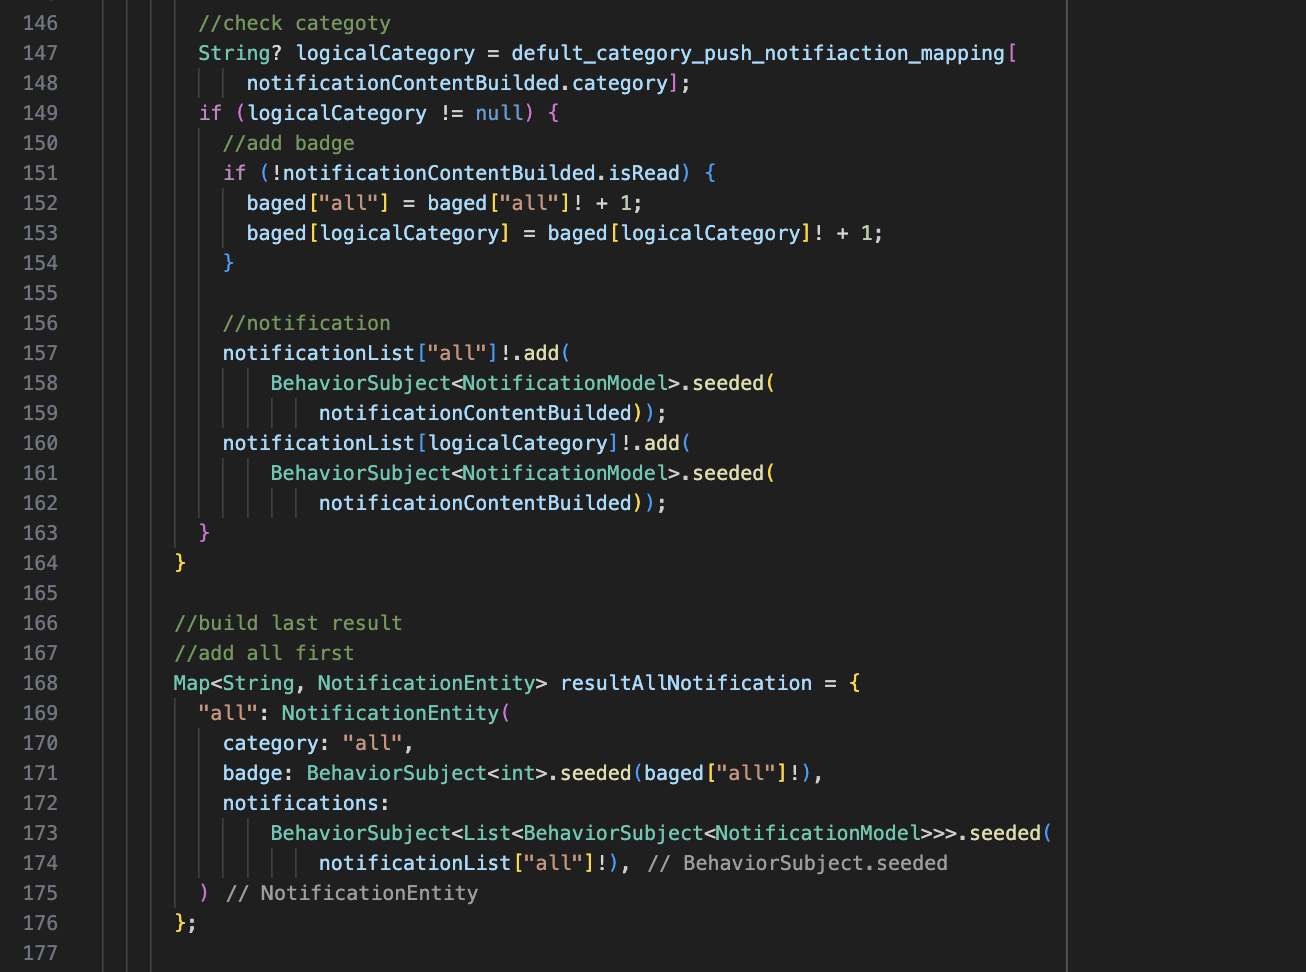 146 //check categoty
147 String? logicalCategory = defult_category_push_notifiaction_mapping[
148 notificationContentBuilded.category];
149 if (logicalCategory != null) {
150 //add badge
151 if (!notificationContentBuilded.isRead) {
152 baged["all"] = baged["all"]! + 1;
153 baged[logicalCategory] = baged[logicalCategory]! + 1;
154 }
155
156 //notification
157 notificationList["all"]!.add(
158 BehaviorSubject<NotificationModel>.seeded(
159 notificationContentBuilded));
160 notificationList[logicalCategory]!.add(
161 BehaviorSubject<NotificationModel>.seeded(
162 notificationContentBuilded));
163 }
164 }
165
166 //build last result
167 //add all first
168 Map<String, NotificationEntity> resultAllNotification = {
169 "all": NotificationEntity(
170 category: "all",
171 badge: BehaviorSubject<int>.seeded(baged["all"]!),
172 notifications:
173 BehaviorSubject<List<BehaviorSubject<NotificationModel>>>.seeded(
174 notificationList["all"]!), // BehaviorSubject.seeded
175 ) // NotificationEntity
176 };
177